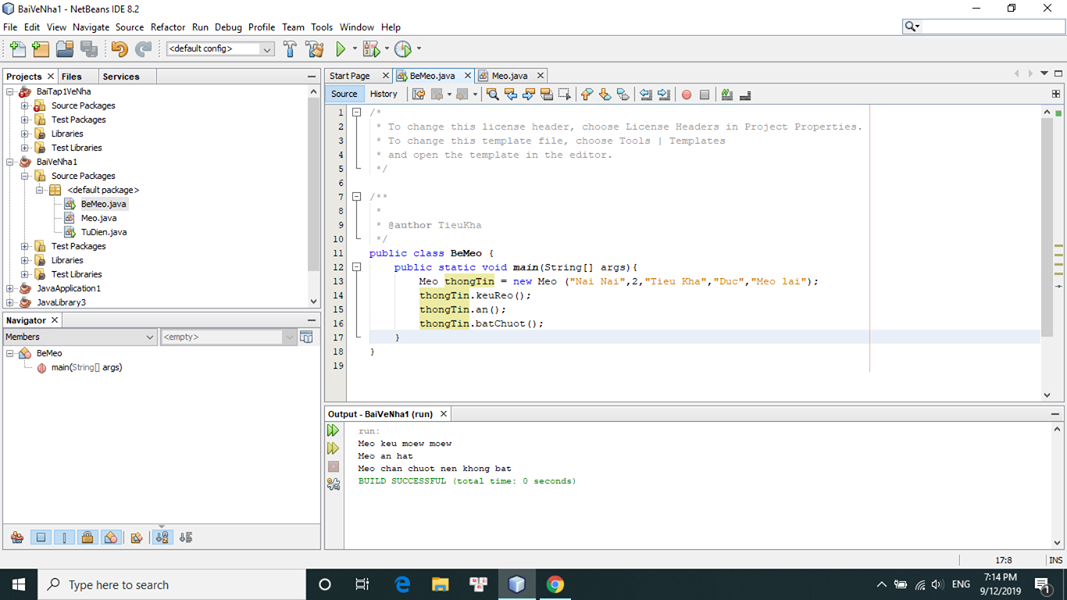 BaiVeNha1 - NetBeans IDE 8.2
File Edit View Navigate Source Refactor Run Debug Profile Team Tools Window Help
<default config>
Projects Files Services
BaiTap1VeNha
Source Packages
Test Packages
Libraries
Test Libraries
BaiVeNha1
Source Packages
<default package>
BeMeo.java
Meo.java
TuDien.java
Test Packages
Libraries
Test Libraries
JavaApplication1
JavaLibrary3
Navigator
Members <empty>
BeMeo
main(String[] args)
Start Page BeMeo.java Meo.java
Source History
1 /*
2 * To change this license header, choose License Headers in Project Properties.
3 * To change this template file, choose Tools | Templates
4 * and open the template in the editor.
5 */
6
7 /**
8 *
9 * @author TieuKha
10 */
11 public class BeMeo {
12 public static void main(String[] args){
13 Meo thongTin = new Meo ("Nai Nai",2,"Tieu Kha","Duc","Meo lai");
14 thongTin.keuReo();
15 thongTin.an();
16 thongTin.batChuot();
17 }
18 }
19
Output - BaiVeNha1 (run)
run:
Meo keu moew moew
Meo an hat
Meo chan chuot nen khong bat
BUILD SUCCESSFUL (total time: 0 seconds)
17:8 INS
Type here to search
ENG
7:14 PM
9/12/2019
1